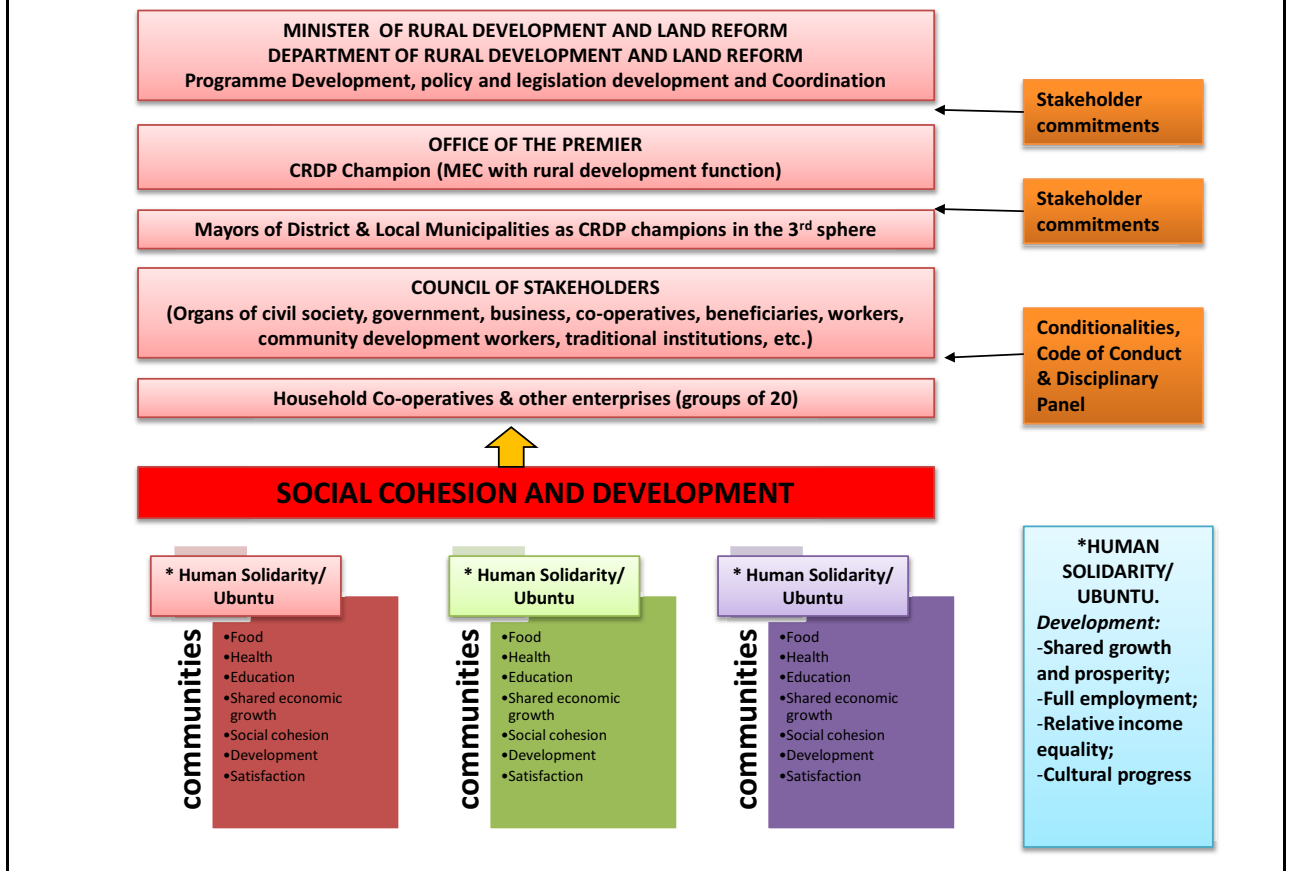 MINISTER OF RURAL DEVELOPMENT AND LAND REFORM
DEPARTMENT OF RURAL DEVELOPMENT AND LAND REFORM
Programme Development, policy and legislation development and Coordination
Stakeholder
commitments
OFFICE OF THE PREMIER
CRDP Champion (MEC with rural development function)
Stakeholder
commitments
Mayors of District & Local Municipalities as CRDP champions in the 3rd sphere
COUNCIL OF STAKEHOLDERS
(Organs of civil society, government, business, co-operatives, beneficiaries, workers,
community development workers, traditional institutions, etc.)
Conditionalities,
Code of Conduct
& Disciplinary
Panel
Household Co-operatives & other enterprises (groups of 20)
SOCIAL COHESION AND DEVELOPMENT
* Human Solidarity/
Ubuntu
communities
•Food
•Health
•Education
•Shared economic
growth
•Social cohesion
•Development
•Satisfaction
* Human Solidarity/
Ubuntu
communities
•Food
•Health
•Education
•Shared economic
growth
•Social cohesion
•Development
•Satisfaction
* Human Solidarity/
Ubuntu
communities
•Food
•Health
•Education
•Shared economic
growth
•Social cohesion
•Development
•Satisfaction
*HUMAN
SOLIDARITY/
UBUNTU.
Development:
-Shared growth
and prosperity;
-Full employment;
-Relative income
equality;
-Cultural progress